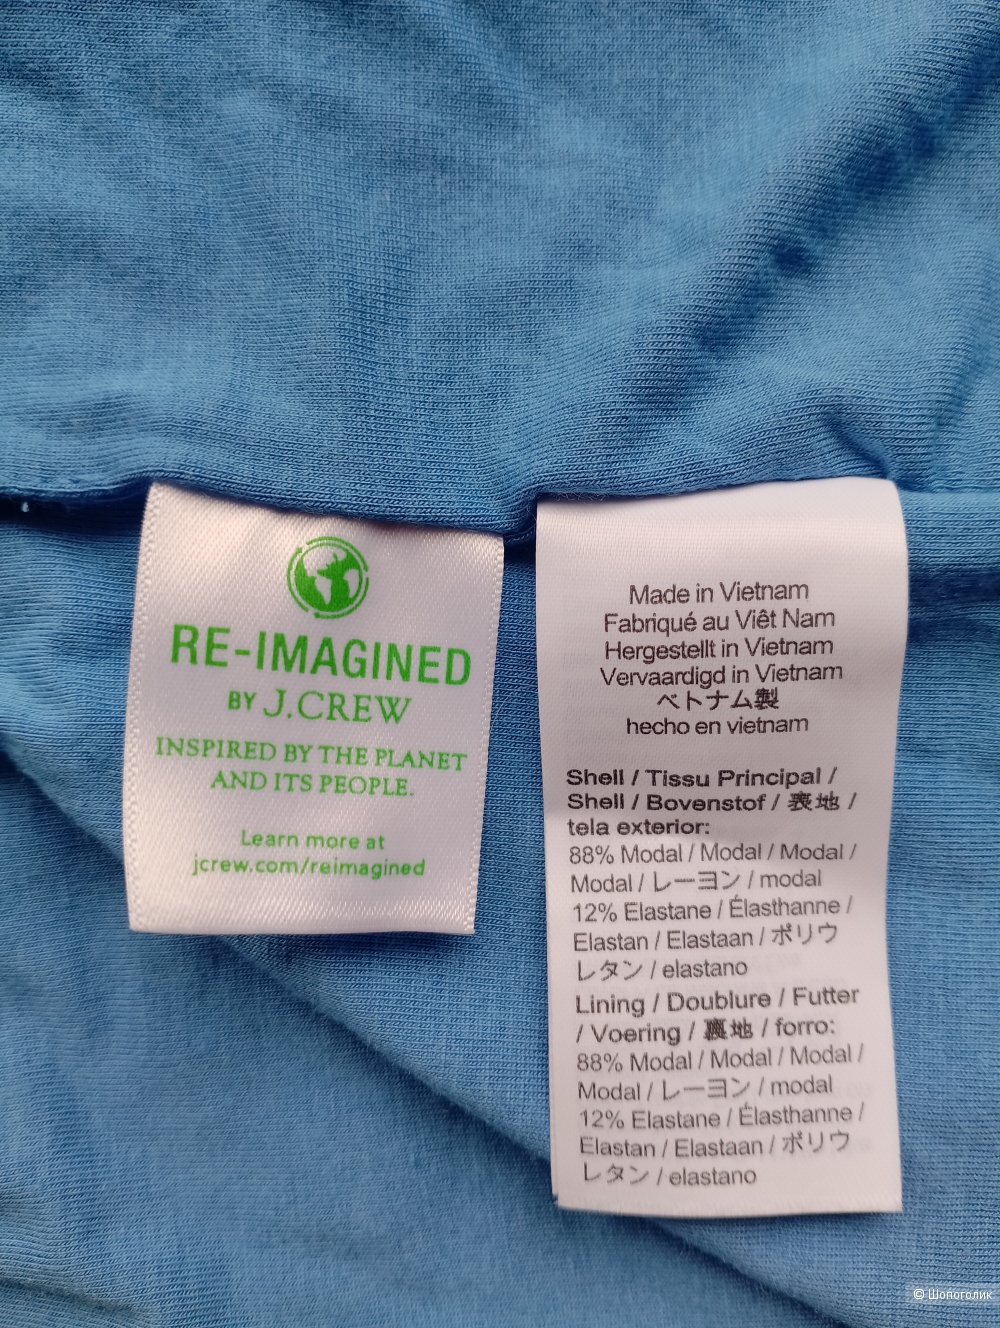 RE-IMAGINED
BY J.CREW
INSPIRED BY THE PLANET
AND ITS PEOPLE.
Learn more at
jcrew.com/reimagined
Made in Vietnam
Fabriqué au Viêt Nam
Hergestellt in Vietnam
Vervaardigd in Vietnam
ベトナム製
hecho en vietnam
Shell / Tissu Principal /
Shell / Bovenstof / 表地 /
tela exterior:
88% Modal / Modal / Modal /
Modal / レーヨン / modal
12% Elastane / Élasthanne /
Elastan / Elastaan / ポリウ
レタン / elastano
Lining / Doublure / Futter
/ Voering / 裏地 / forro:
88% Modal / Modal / Modal /
Modal / レーヨン / modal
12% Elastane / Élasthanne /
Elastan / Elastaan / ポリウ
レタン / elastano
© Шопоголик